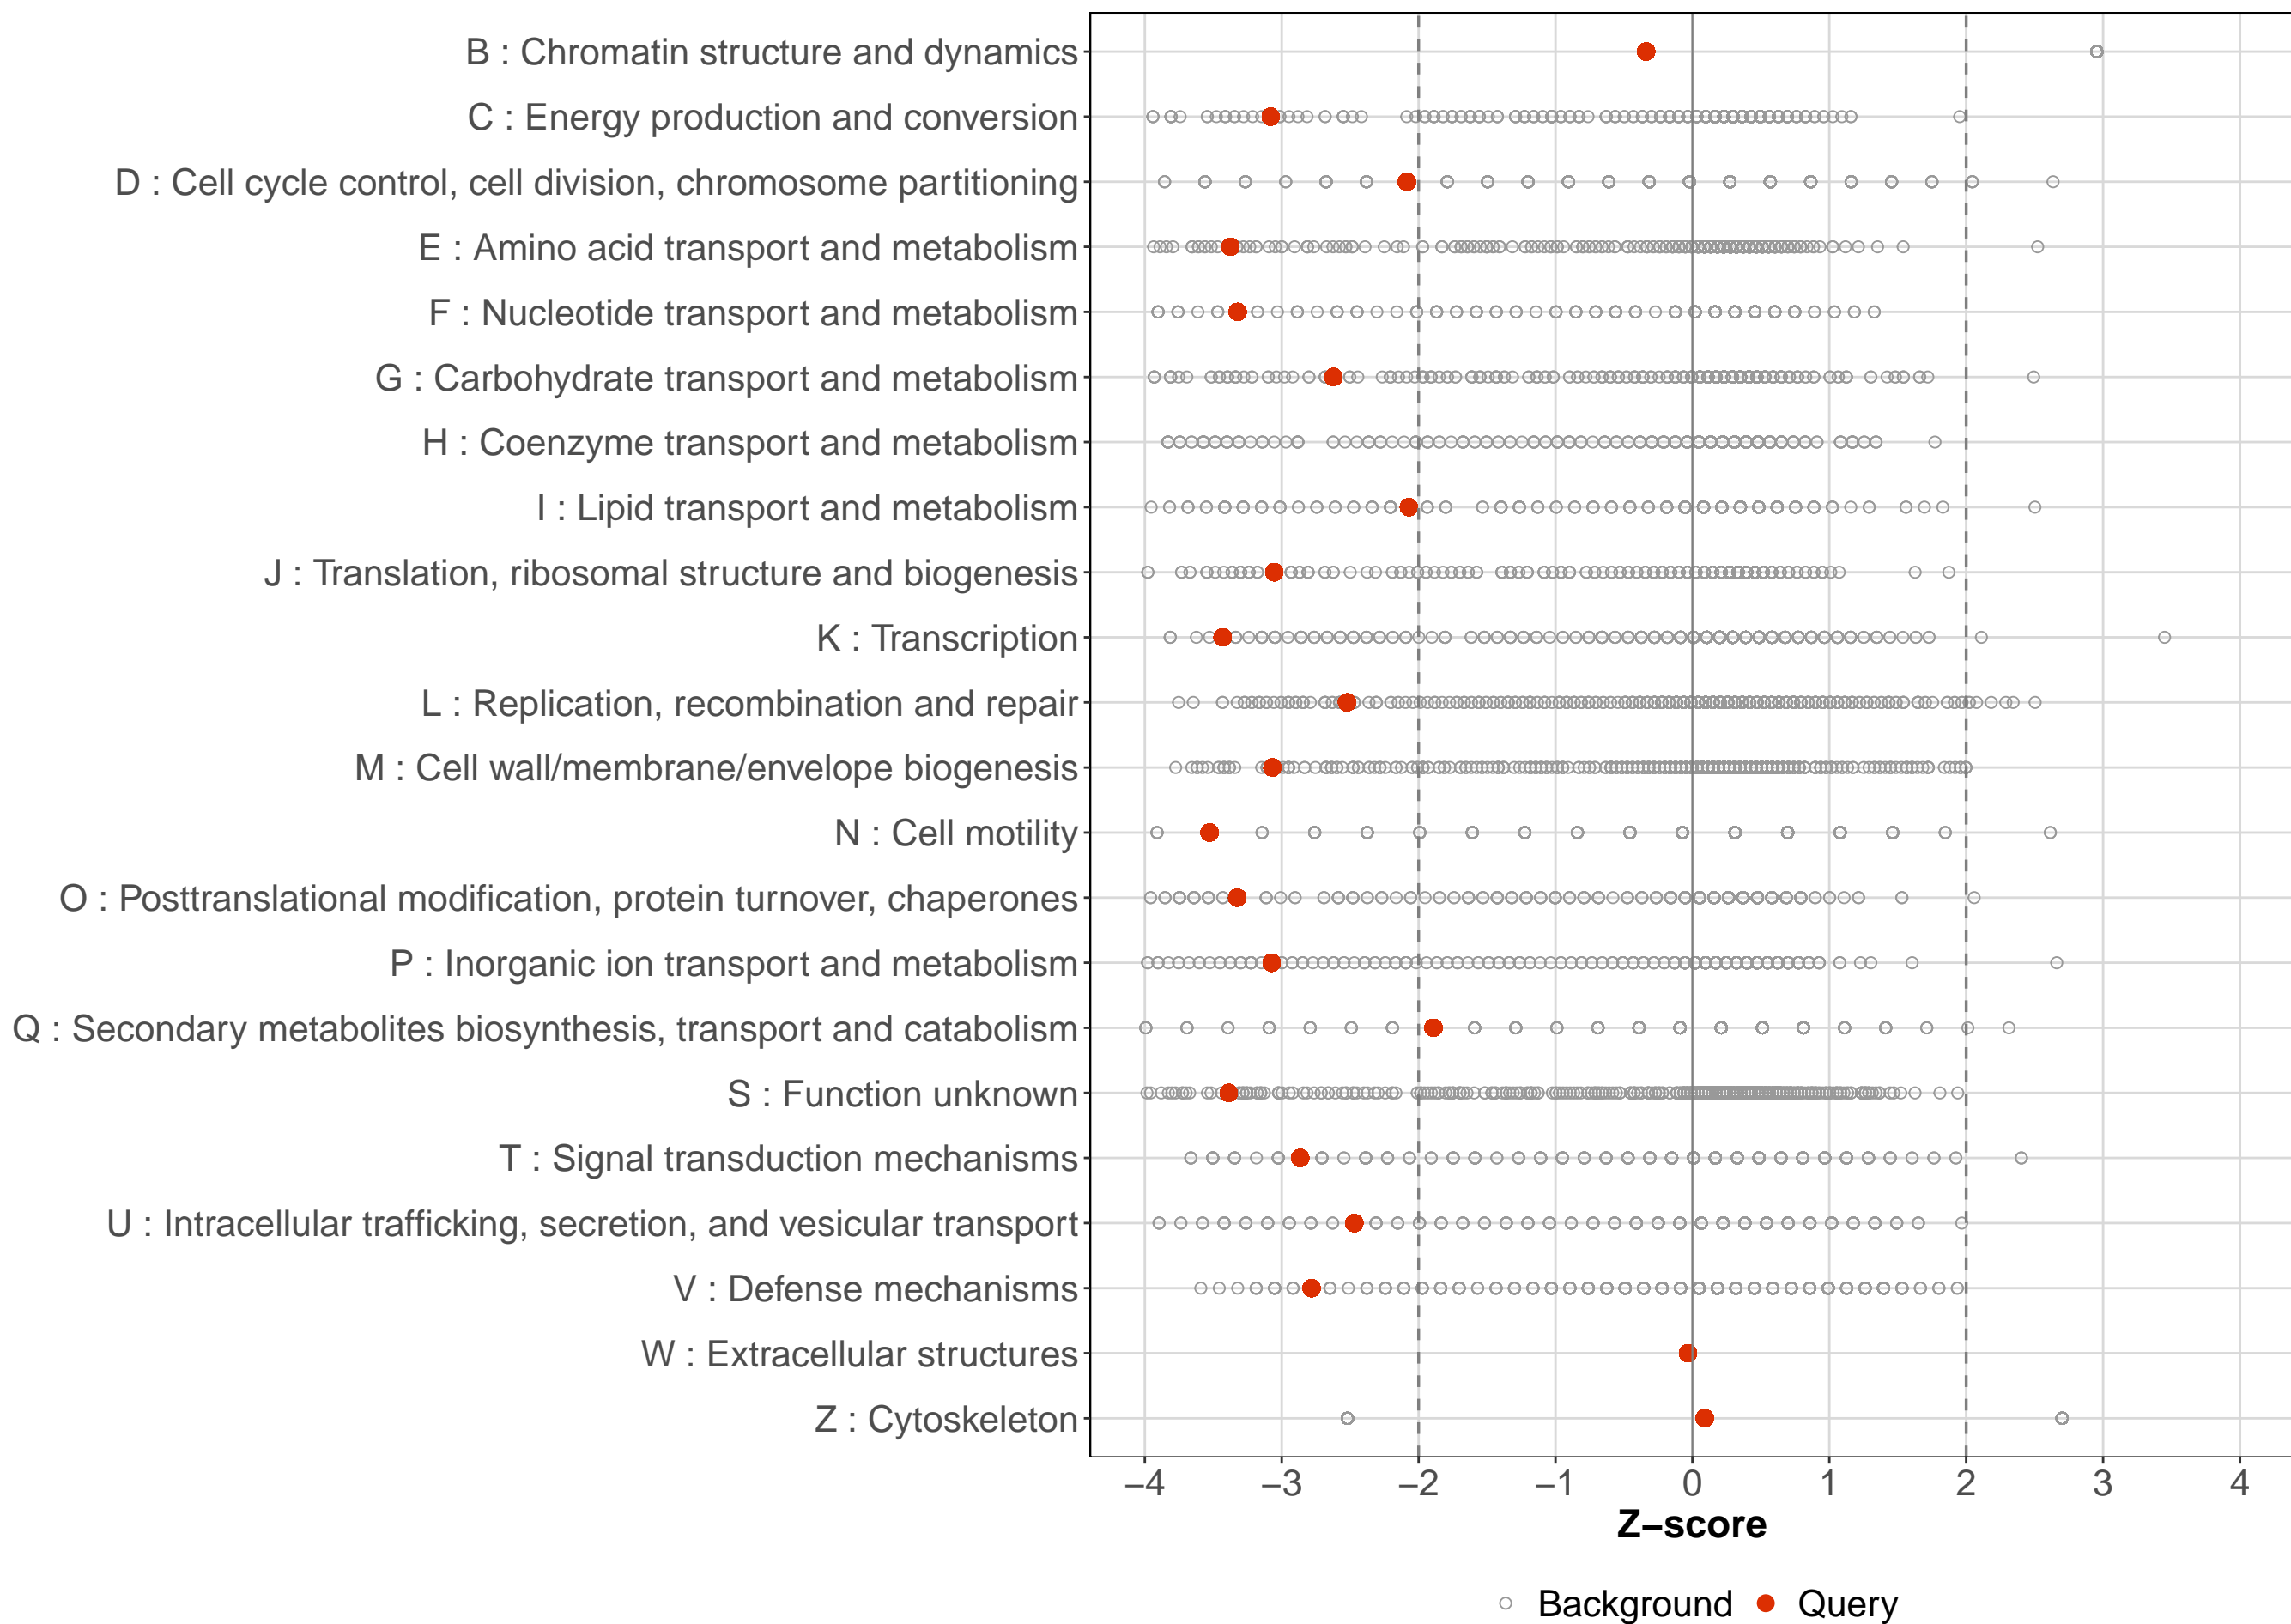 B : Chromatin structure and dynamics
C : Energy production and conversion
D : Cell cycle control, cell division, chromosome partitioning
E : Amino acid transport and metabolism
F : Nucleotide transport and metabolism
G : Carbohydrate transport and metabolism
H : Coenzyme transport and metabolism
I : Lipid transport and metabolism
J : Translation, ribosomal structure and biogenesis
K : Transcription
L : Replication, recombination and repair
M : Cell wall/membrane/envelope biogenesis
N : Cell motility
O : Posttranslational modification, protein turnover, chaperones
P : Inorganic ion transport and metabolism
Q : Secondary metabolites biosynthesis, transport and catabolism
S : Function unknown
T : Signal transduction mechanisms
U : Intracellular trafficking, secretion, and vesicular transport
V : Defense mechanisms
W : Extracellular structures
Z : Cytoskeleton
−4 −3 −2 −1 0 1 2 3 4
Z−score
Background Query